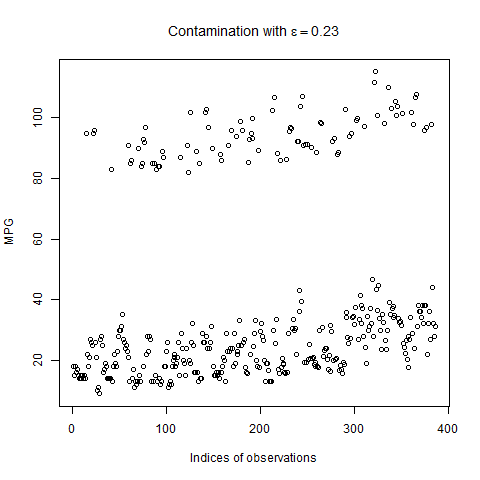 Contamination with ε = 0.23
MPG
100
80
60
40
20
0 100 200 300 400
Indices of observations